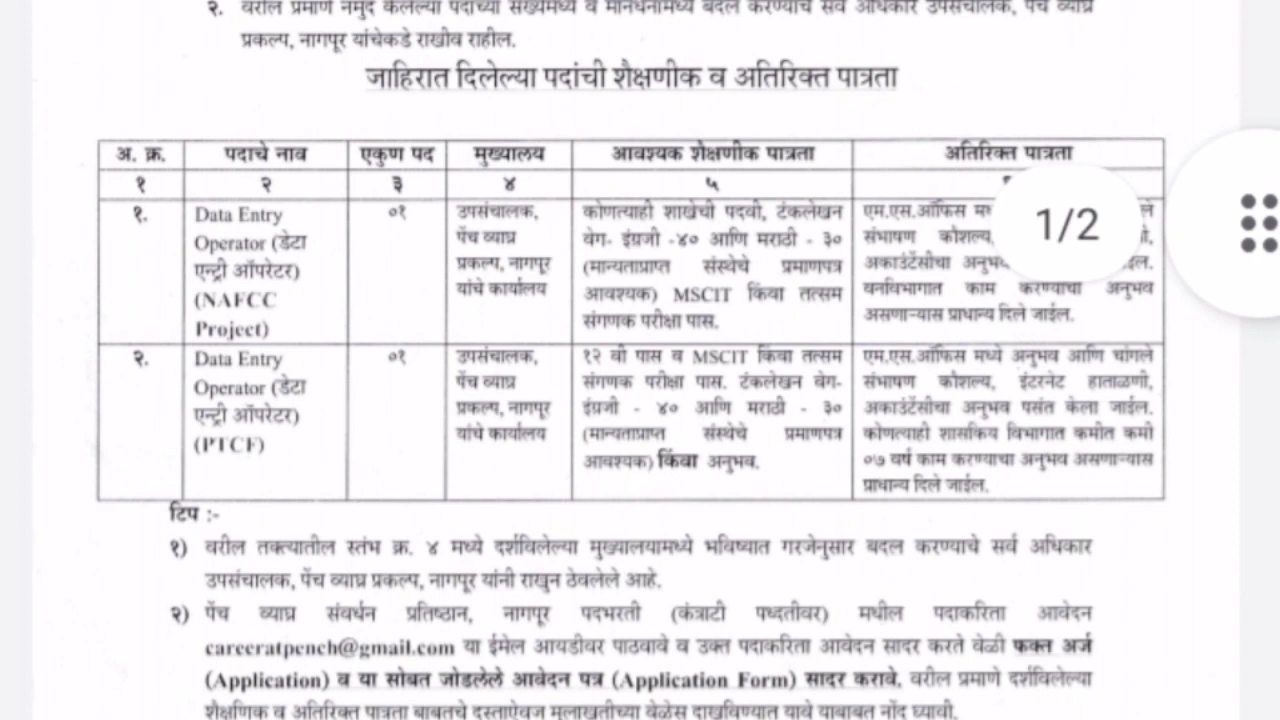 २. वरील प्रमाणे नमुद केलेल्या पदाच्या संख्येमध्ये व मानधनामध्ये बदल करण्याचे सर्व अधिकार उपसंचालक, पेंच व्याघ्र
प्रकल्प, नागपूर यांचेकडे राखीव राहील.
जाहिरात दिलेल्या पदांची शैक्षणीक व अतिरिक्त पात्रता
अ. क्र. पदाचे नाव एकुण पद मुख्यालय आवश्यक शैक्षणीक पात्रता अतिरिक्त पात्रता
१ २ ३ ४ ५
१. Data Entry ०१ उपसंचालक, कोणत्याही शाखेची पदवी, टंकलेखन एम.एस.ऑफिस
Operator (डेटा पेंच व्याघ्र वेग- इंग्रजी -४० आणि मराठी - ३० संभाषण कौशल्य,
एन्ट्री ऑपरेटर) प्रकल्प, नागपूर (मान्यताप्राप्त संस्थेचे प्रमाणपत्र अकाउंटेंसीचा
(NAFCC यांचे कार्यालय आवश्यक) MSCIT किंवा तत्सम वनविभागात काम करण्याचा अनुभव
Project) संगणक परीक्षा पास. असणाऱ्यास प्राधान्य दिले जाईल.
1/2
२. Data Entry ०१ उपसंचालक, १२ वी पास व MSCIT किंवा तत्सम एम.एस.ऑफिस मध्ये अनुभव आणि चांगले
Operator (डेटा पेंच व्याघ्र संगणक परीक्षा पास. टंकलेखन वेग- संभाषण कौशल्य, इंटरनेट हाताळणी,
एन्ट्री ऑपरेटर) प्रकल्प, नागपूर इंग्रजी - ४० आणि मराठी - ३० अकाउंटेंसीचा अनुभव पसंत केला जाईल.
(PTCF) यांचे कार्यालय (मान्यताप्राप्त संस्थेचे प्रमाणपत्र कोणत्याही शासकिय विभागात कमीत कमी
आवश्यक) किंवा अनुभव. ०७ वर्ष काम करण्याचा अनुभव असणाऱ्यास
प्राधान्य दिले जाईल.
टिप :-
१) वरील तक्त्यातील स्तंभ क्र. ४ मध्ये दर्शविलेल्या मुख्यालयामध्ये भविष्यात गरजेनुसार बदल करण्याचे सर्व अधिकार
उपसंचालक, पेंच व्याघ्र प्रकल्प, नागपूर यांनी राखुन ठेवलेले आहे.
२) पेंच व्याघ्र संवर्धन प्रतिष्ठान, नागपूर पदभरती (कंत्राटी पध्दतीवर) मधील पदाकरिता आवेदन
careeratpench@gmail.com या ईमेल आयडीवर पाठवावे व उक्त पदाकरिता आवेदन सादर करते वेळी फक्त अर्ज
(Application) व या सोबत जोडलेले आवेदन पत्र (Application Form) सादर करावे, वरील प्रमाणे दर्शविलेल्या
शैक्षणिक व अतिरिक्त पात्रता बाबतचे दस्ताऐवज मुलाखतीच्या वेळेस दाखविण्यात यावे याबाबत नोंद घ्यावी.